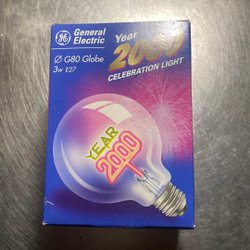 GE General
Electric
Ø G80 Globe
3W E27
Year
2000
CELEBRATION LIGHT
YEAR
2000